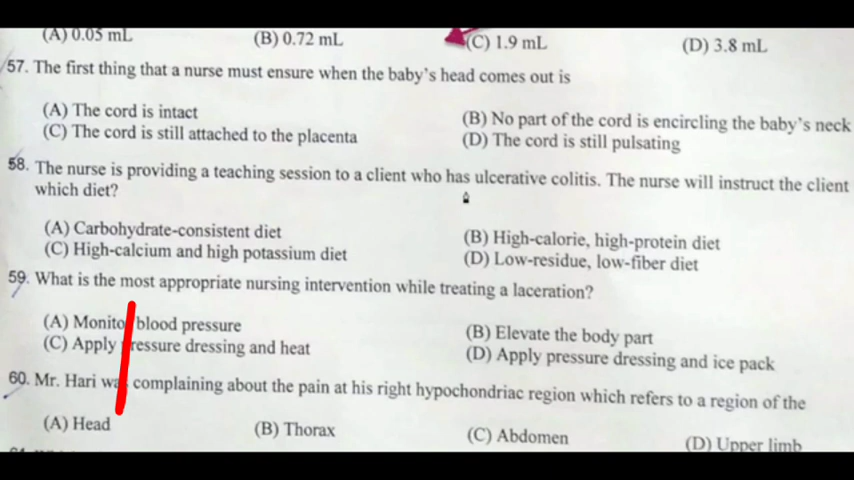 (A) 0.05 mL (B) 0.72 mL (C) 1.9 mL (D) 3.8 mL
57. The first thing that a nurse must ensure when the baby's head comes out is
(A) The cord is intact (B) No part of the cord is encircling the baby's neck
(C) The cord is still attached to the placenta (D) The cord is still pulsating
58. The nurse is providing a teaching session to a client who has ulcerative colitis. The nurse will instruct the client
which diet?
(A) Carbohydrate-consistent diet (B) High-calorie, high-protein diet
(C) High-calcium and high potassium diet (D) Low-residue, low-fiber diet
59. What is the most appropriate nursing intervention while treating a laceration?
(A) Monitor blood pressure (B) Elevate the body part
(C) Apply pressure dressing and heat (D) Apply pressure dressing and ice pack
60. Mr. Hari was complaining about the pain at his right hypochondriac region which refers to a region of the
(A) Head (B) Thorax (C) Abdomen (D) Upper limb